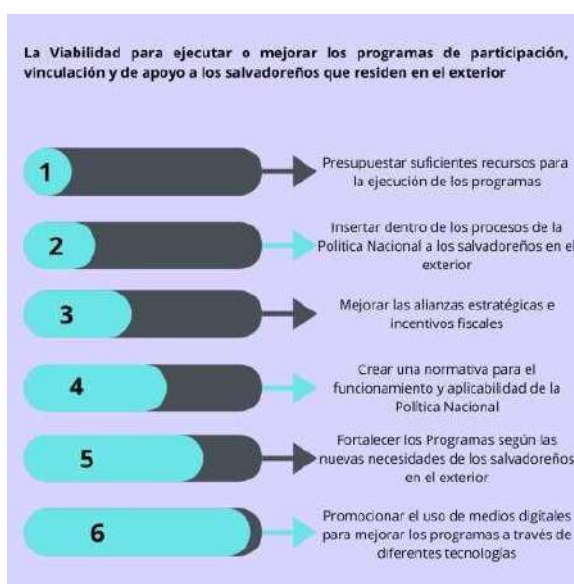 La Viabilidad para ejecutar o mejorar los programas de participación,
vinculación y de apoyo a los salvadoreños que residen en el exterior
1
Presupuestar suficientes recursos para
la ejecución de los programas
2
Insertar dentro de los procesos de la
Política Nacional a los salvadoreños en el
exterior
3
Mejorar las alianzas estratégicas e
incentivos fiscales
4
Crear una normativa para el
funcionamiento y aplicabilidad de la
Política Nacional
5
Fortalecer los Programas según las
nuevas necesidades de los salvadoreños
en el exterior
6
Promocionar el uso de medios digitales
para mejorar los programas a través de
diferentes tecnologías